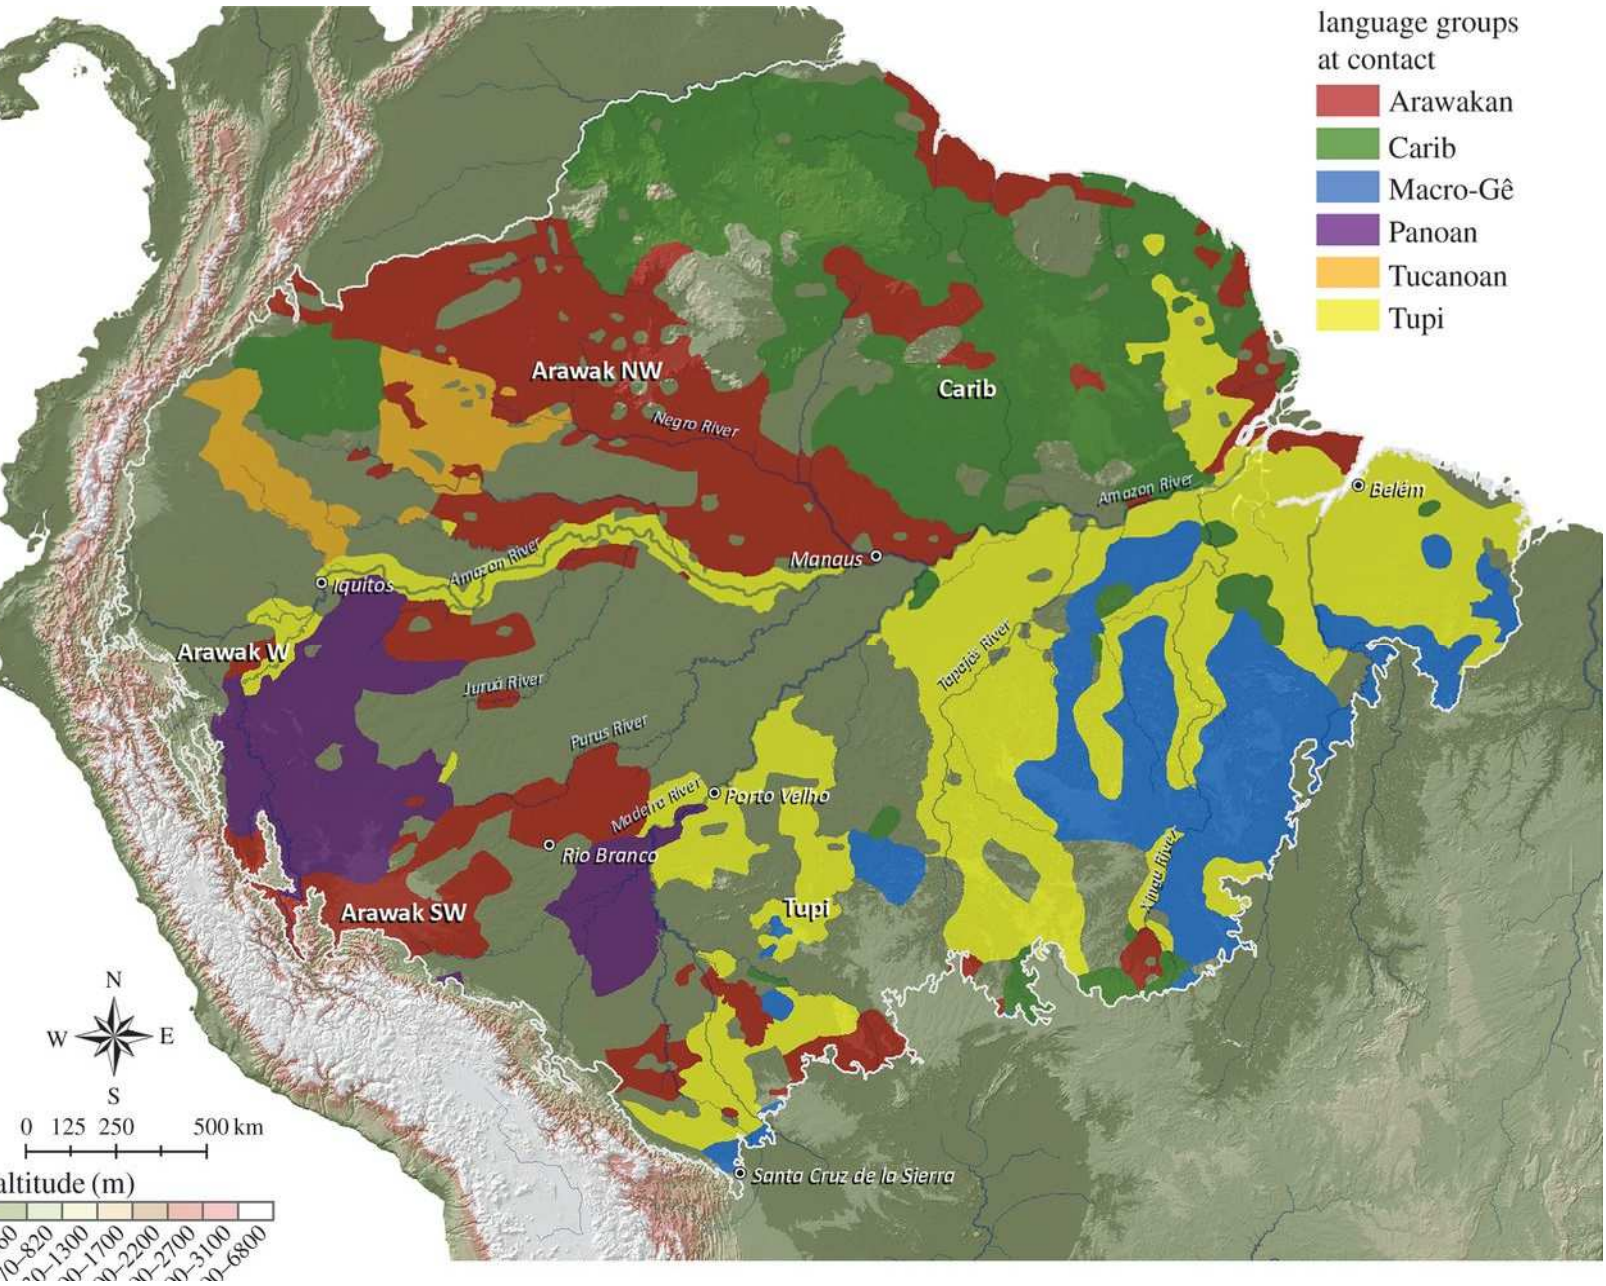 language groups
at contact
Arawakan
Carib
Macro-Gê
Panoan
Tucanoan
Tupi
Arawak NW
Negro River
Carib
Amazon River
Belém
Manaus
Amazon River
Iquitos
Arawak W
Juruá River
Tapajós River
Purus River
Madeira River
Porto Velho
Rio Branco
Xingu River
Arawak SW
Tupi
N
W E
S
0 125 250 500 km
altitude (m)
Santa Cruz de la Sierra